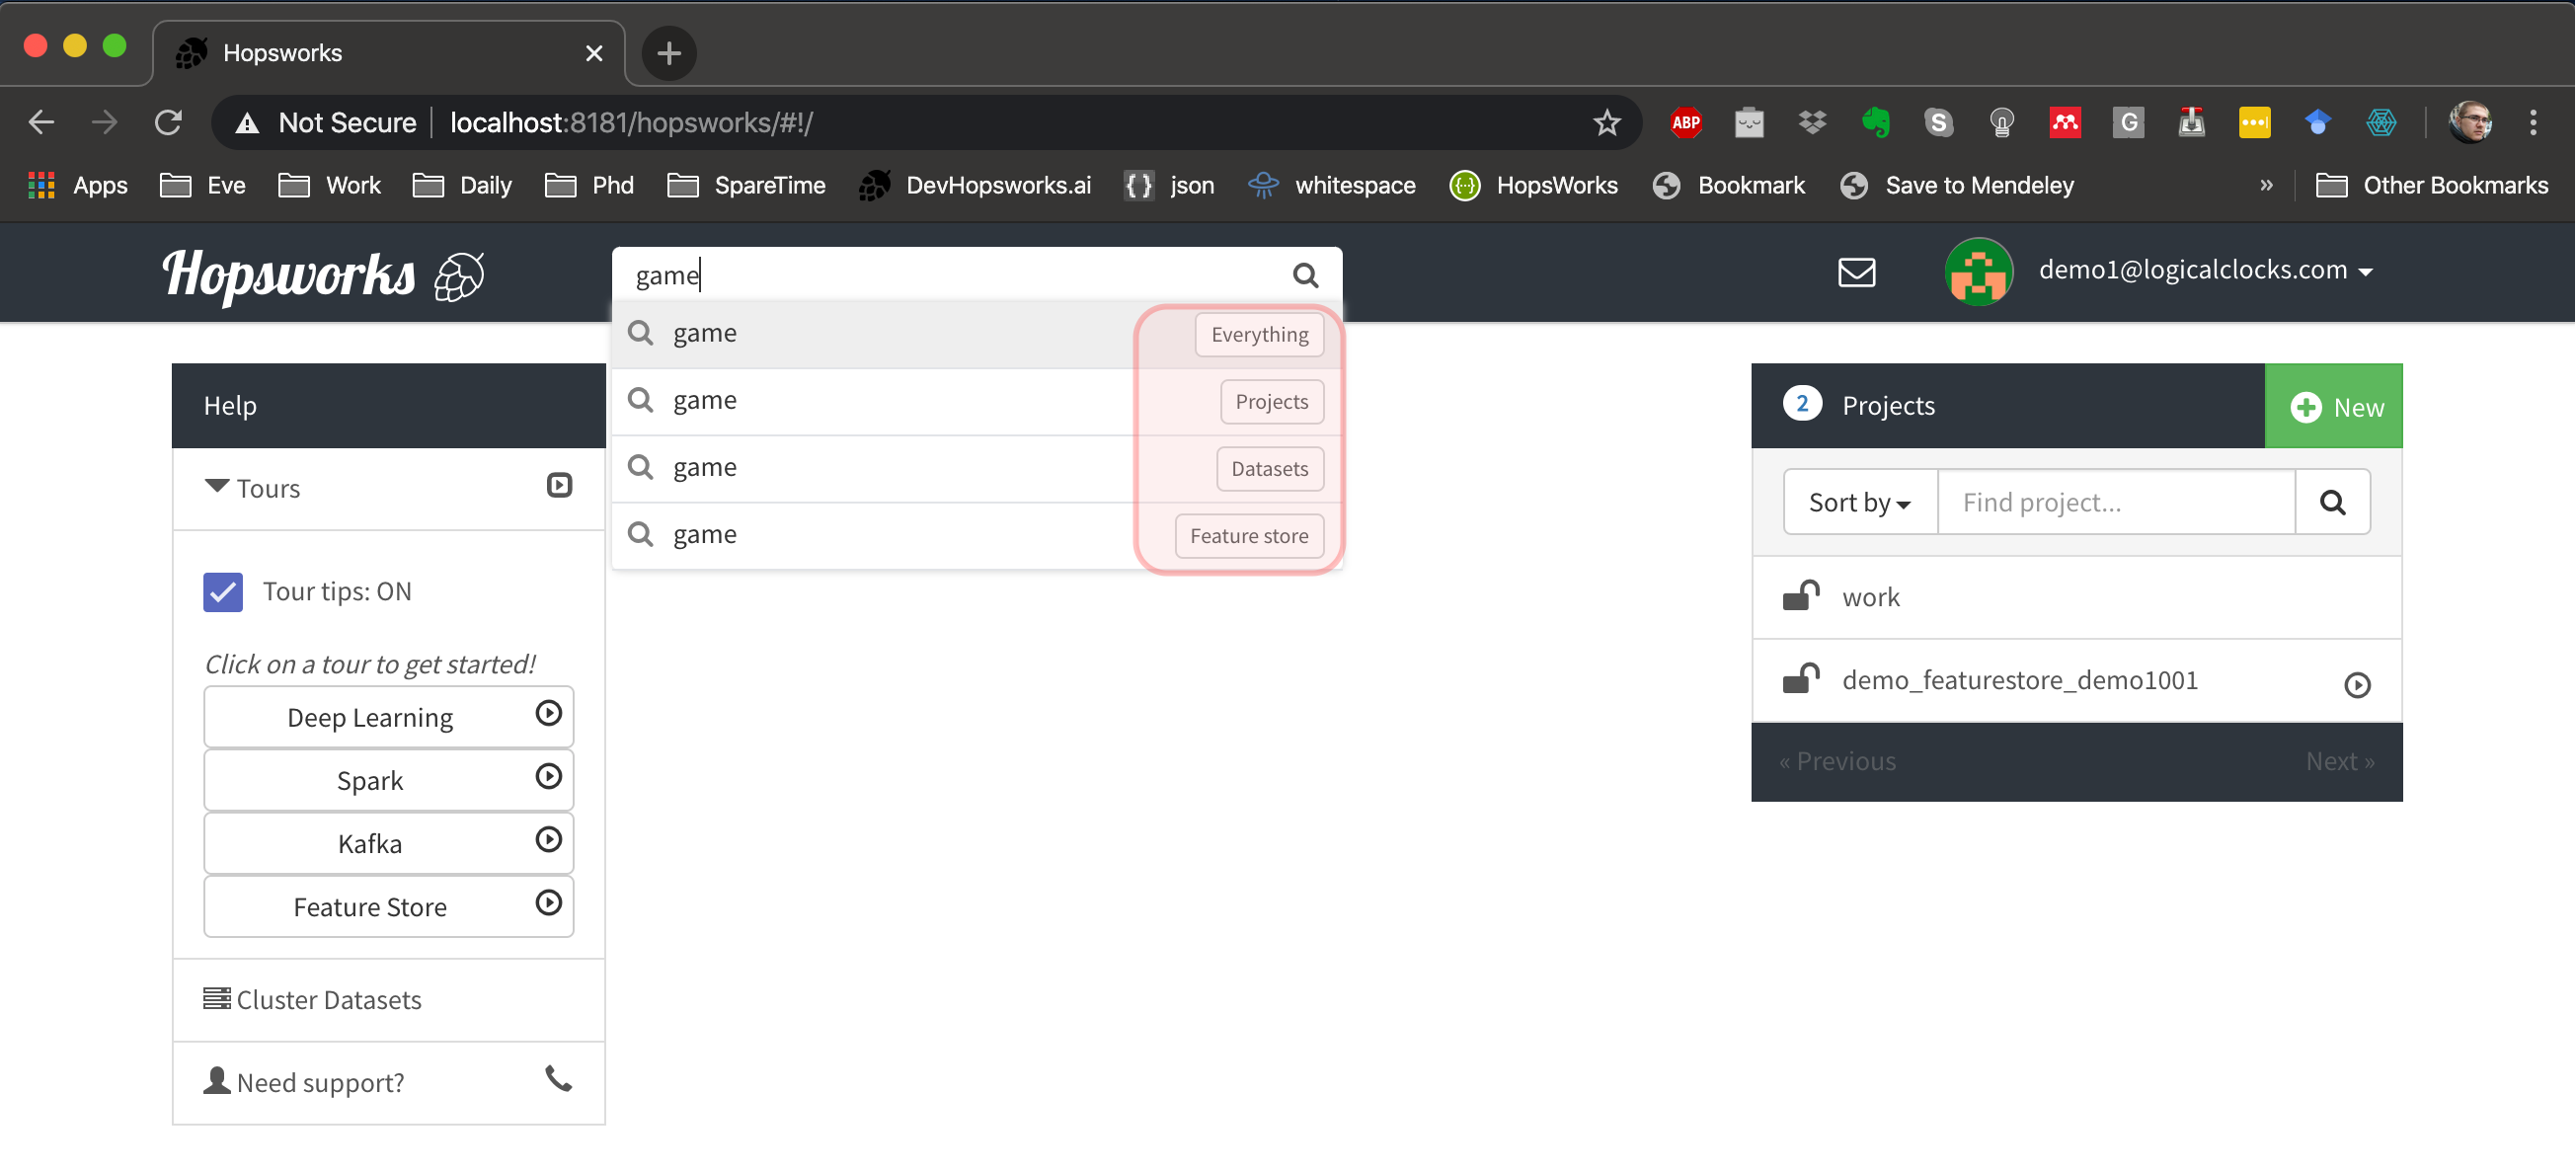 Hopsworks
Not Secure localhost:8181/hopsworks/#!/
ABP S G
Apps Eve Work Daily Phd SpareTime DevHopsworks.ai {} json whitespace {··} HopsWorks Bookmark Save to Mendeley » Other Bookmarks
Hopsworks
game
demo1@logicalclocks.com
game Everything
game Projects
game Datasets
game Feature store
Help
Tours
Tour tips: ON
Click on a tour to get started!
Deep Learning
Spark
Kafka
Feature Store
Cluster Datasets
Need support?
2 Projects New
Sort by Find project...
work
demo_featurestore_demo1001
« Previous Next »